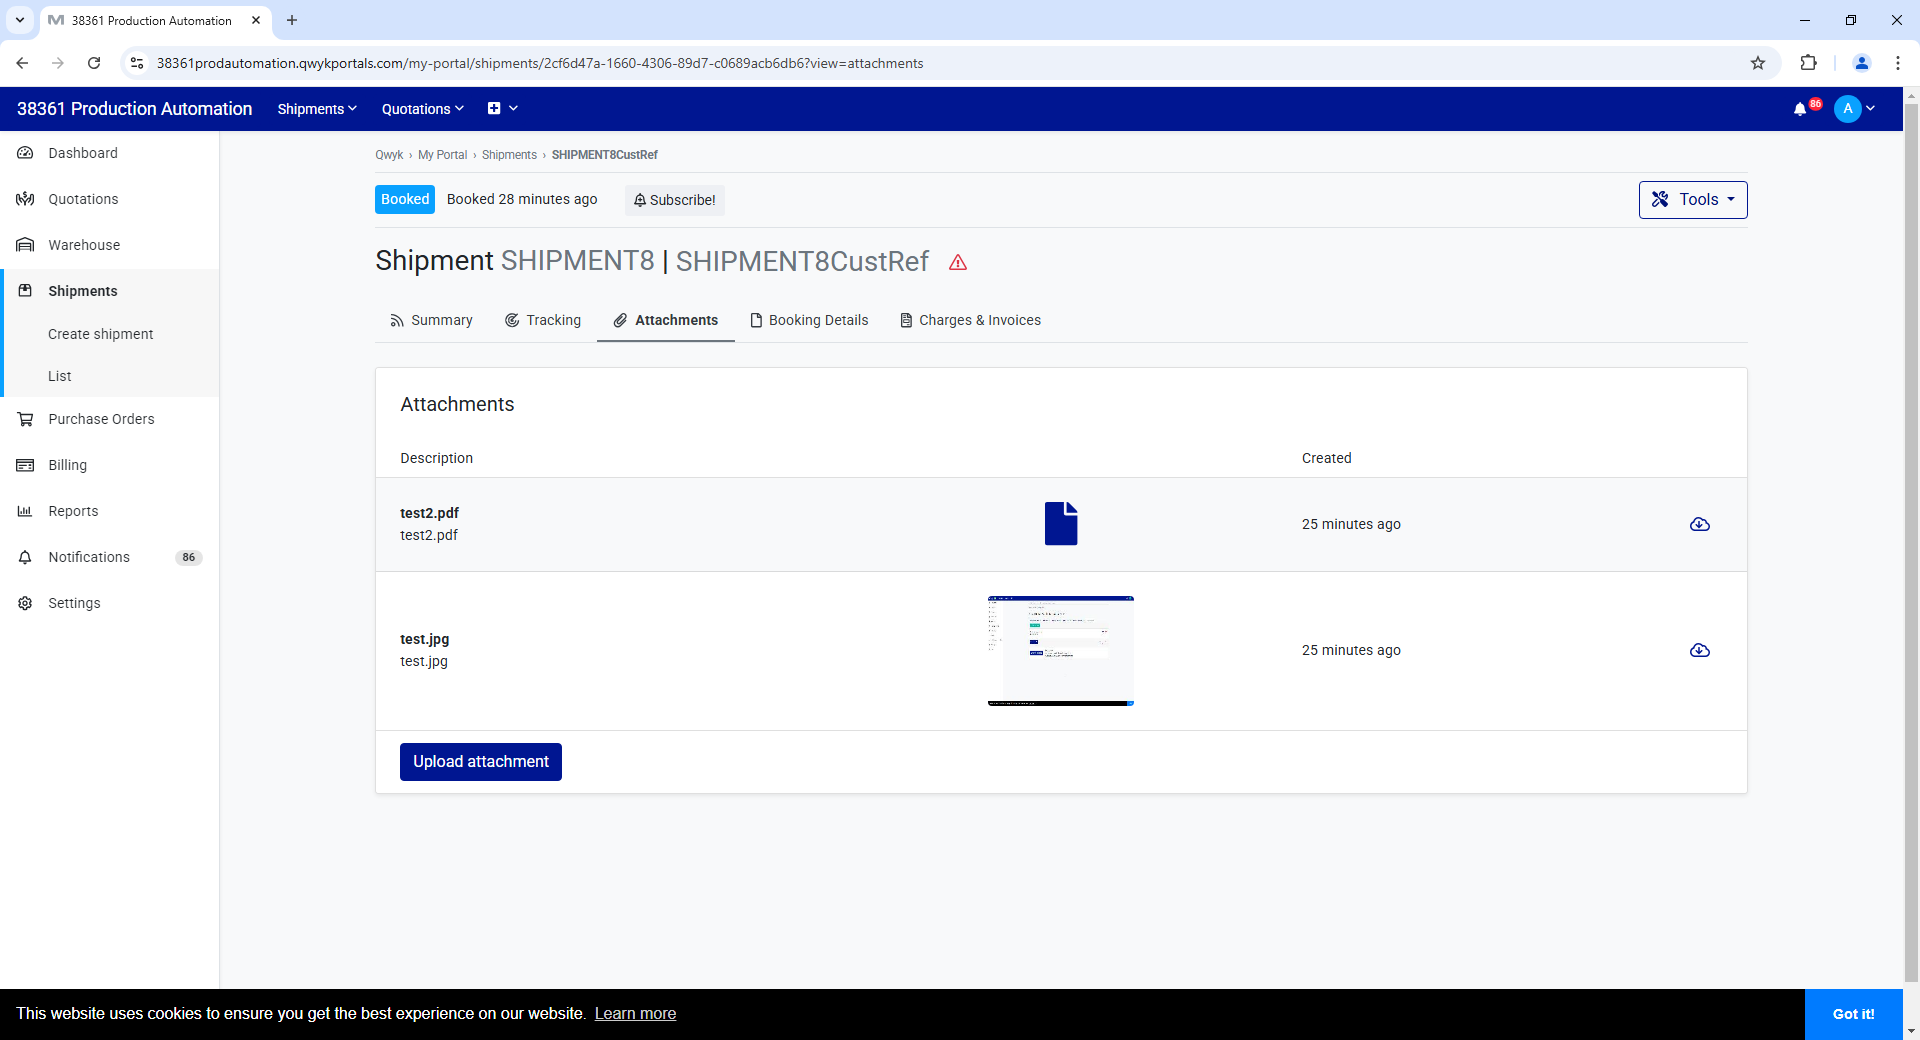 38361 Production Automation
38361prodautomation.qwykportals.com/my-portal/shipments/2cf6d47a-1660-4306-89d7-c0689acb6db6?view=attachments
38361 Production Automation
Shipments
Quotations
86
A
Dashboard
Quotations
Warehouse
Shipments
Create shipment
List
Purchase Orders
Billing
Reports
Notifications 86
Settings
Qwyk › My Portal › Shipments › SHIPMENT8CustRef
Booked Booked 28 minutes ago Subscribe!
Tools
Shipment SHIPMENT8 | SHIPMENT8CustRef
Summary Tracking Attachments Booking Details Charges & Invoices
Attachments
Description Created
test2.pdf
test2.pdf
25 minutes ago
test.jpg
test.jpg
25 minutes ago
Upload attachment
This website uses cookies to ensure you get the best experience on our website. Learn more
Got it!